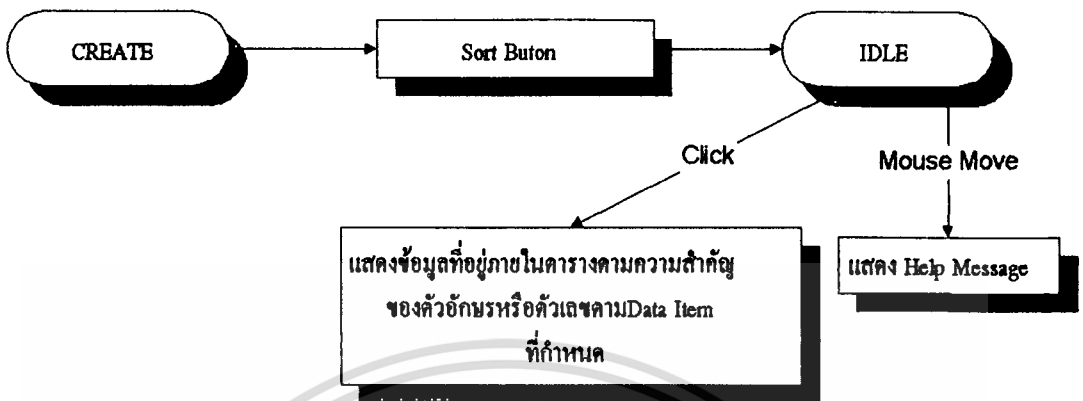 CREATE
Sort Buton
IDLE
Click
Mouse Move
แสดงข้อมูลที่อยู่ภายในตารางตามความสำคัญ
ของตัวอักษรหรือตัวเลขตามData Item
ที่กำหนด
แสดง Help Message